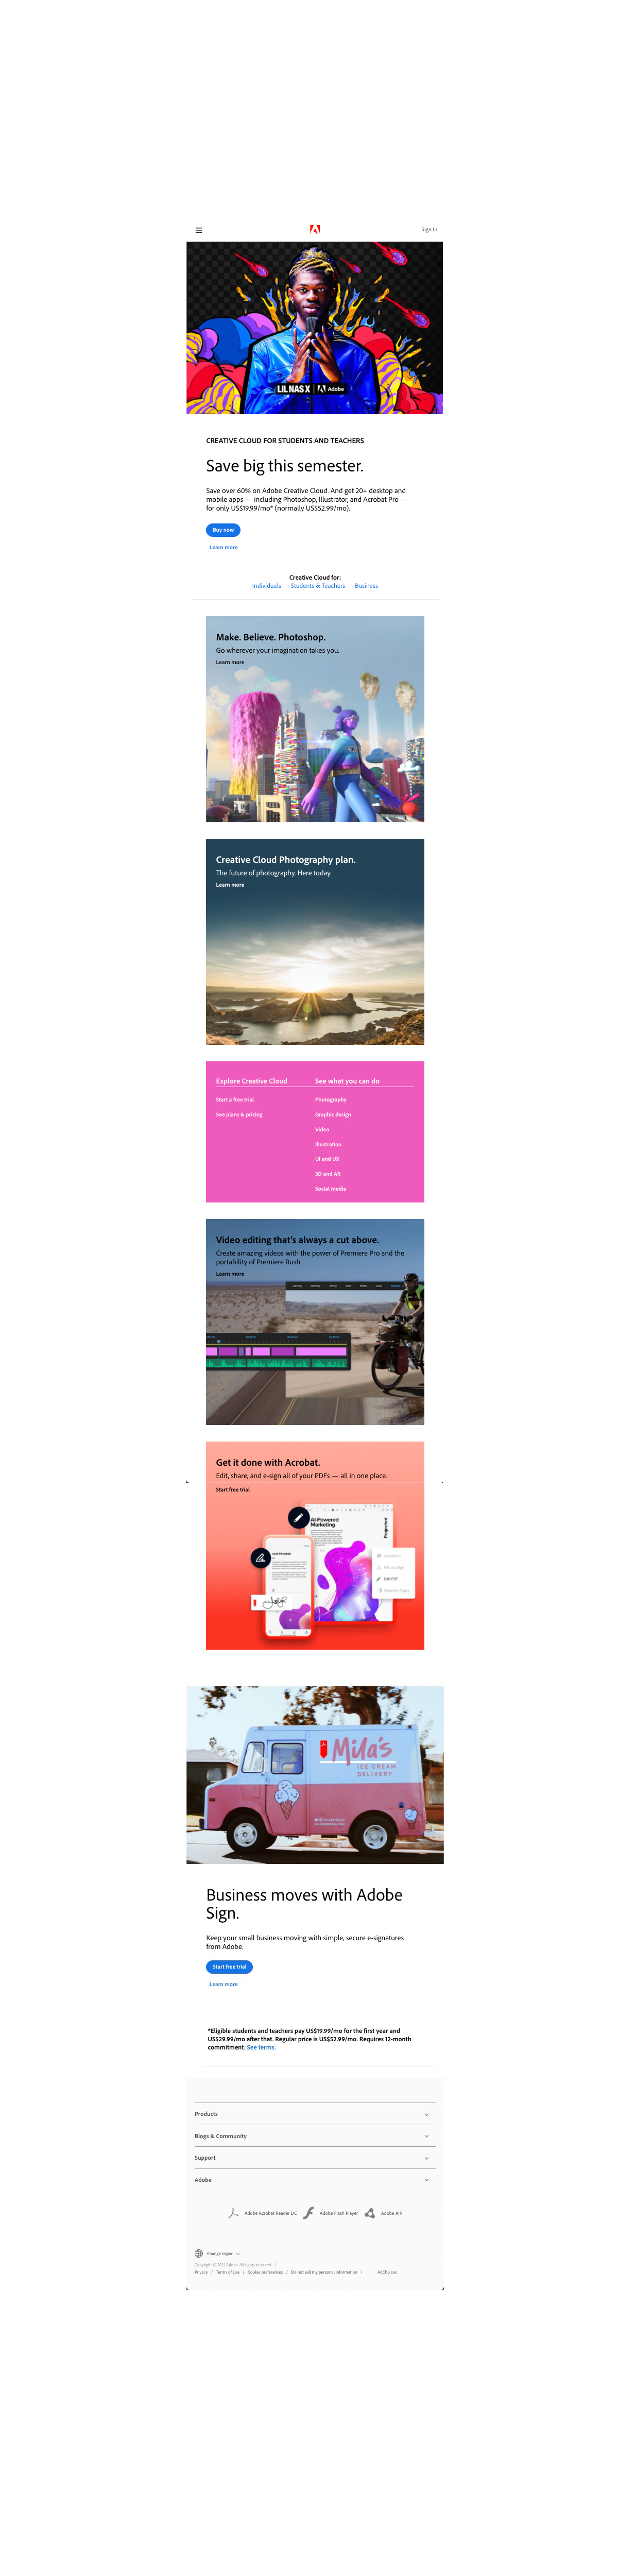 Sign In
LIL NAS X Adobe
CREATIVE CLOUD FOR STUDENTS AND TEACHERS
Save big this semester.
Save over 60% on Adobe Creative Cloud. And get 20+ desktop and
mobile apps — including Photoshop, Illustrator, and Acrobat Pro —
for only US$19.99/mo* (normally US$52.99/mo).
Buy now
Learn more
Creative Cloud for:
Individuals Students & Teachers Business
Make. Believe. Photoshop.
Go wherever your imagination takes you.
Learn more
Creative Cloud Photography plan.
The future of photography. Here today.
Learn more
Explore Creative Cloud
Start a free trial
See plans & pricing
See what you can do
Photography
Graphic design
Video
Illustration
UI and UX
3D and AR
Social media
Video editing that's always a cut above.
Create amazing videos with the power of Premiere Pro and the
portability of Premiere Rush.
Learn more
Get it done with Acrobat.
Edit, share, and e-sign all of your PDFs — all in one place.
Start free trial
AI-Powered
Marketing
Projected
Edit PDF
Organize Pages
Mila's
ICE CREAM
DELIVERY
Business moves with Adobe
Sign.
Keep your small business moving with simple, secure e-signatures
from Adobe.
Start free trial
Learn more
*Eligible students and teachers pay US$19.99/mo for the first year and
US$29.99/mo after that. Regular price is US$52.99/mo. Requires 12-month
commitment. See terms.
Products
Blogs & Community
Support
Adobe
Adobe Acrobat Reader DC Adobe Flash Player Adobe AIR
Change region
Copyright © 2021 Adobe. All rights reserved. /
Privacy / Terms of Use / Cookie preferences / Do not sell my personal information / AdChoices